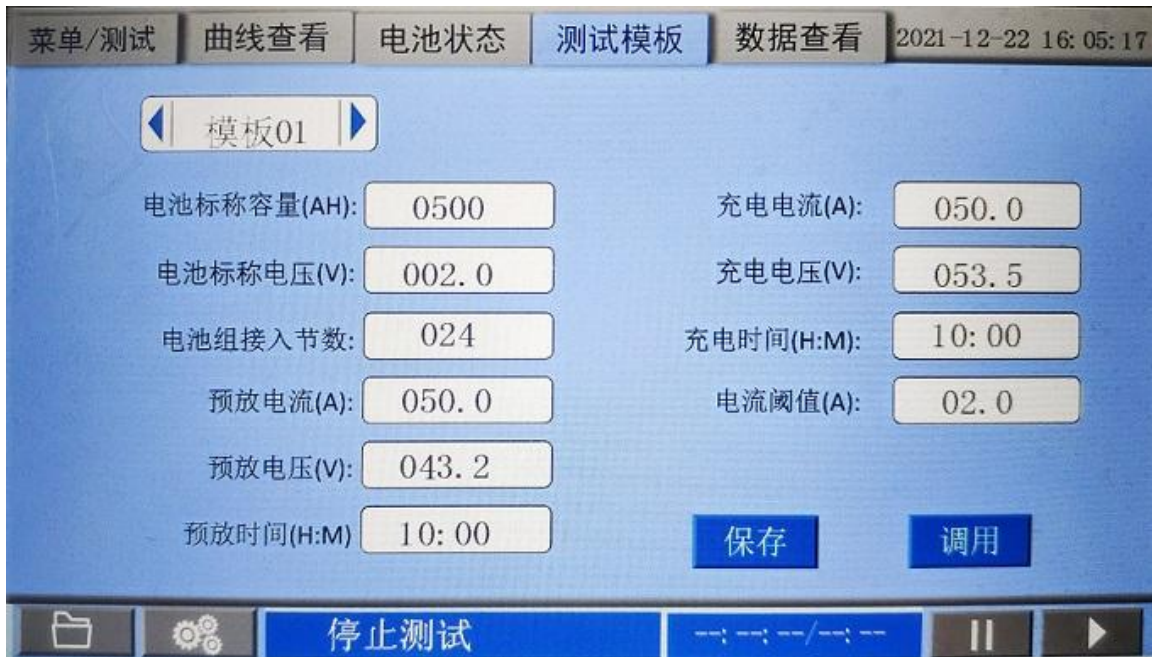 菜单/测试 曲线查看 电池状态 测试模板 数据查看 2021-12-22 16:05:17
模板01
电池标称容量(AH): 0500 充电电流(A): 050.0
电池标称电压(V): 002.0 充电电压(V): 053.5
电池组接入节数: 024 充电时间(H:M): 10:00
预放电流(A): 050.0 电流阈值(A): 02.0
预放电压(V): 043.2
预放时间(H:M) 10:00
保存 调用
停止测试 --:--:--/--:--